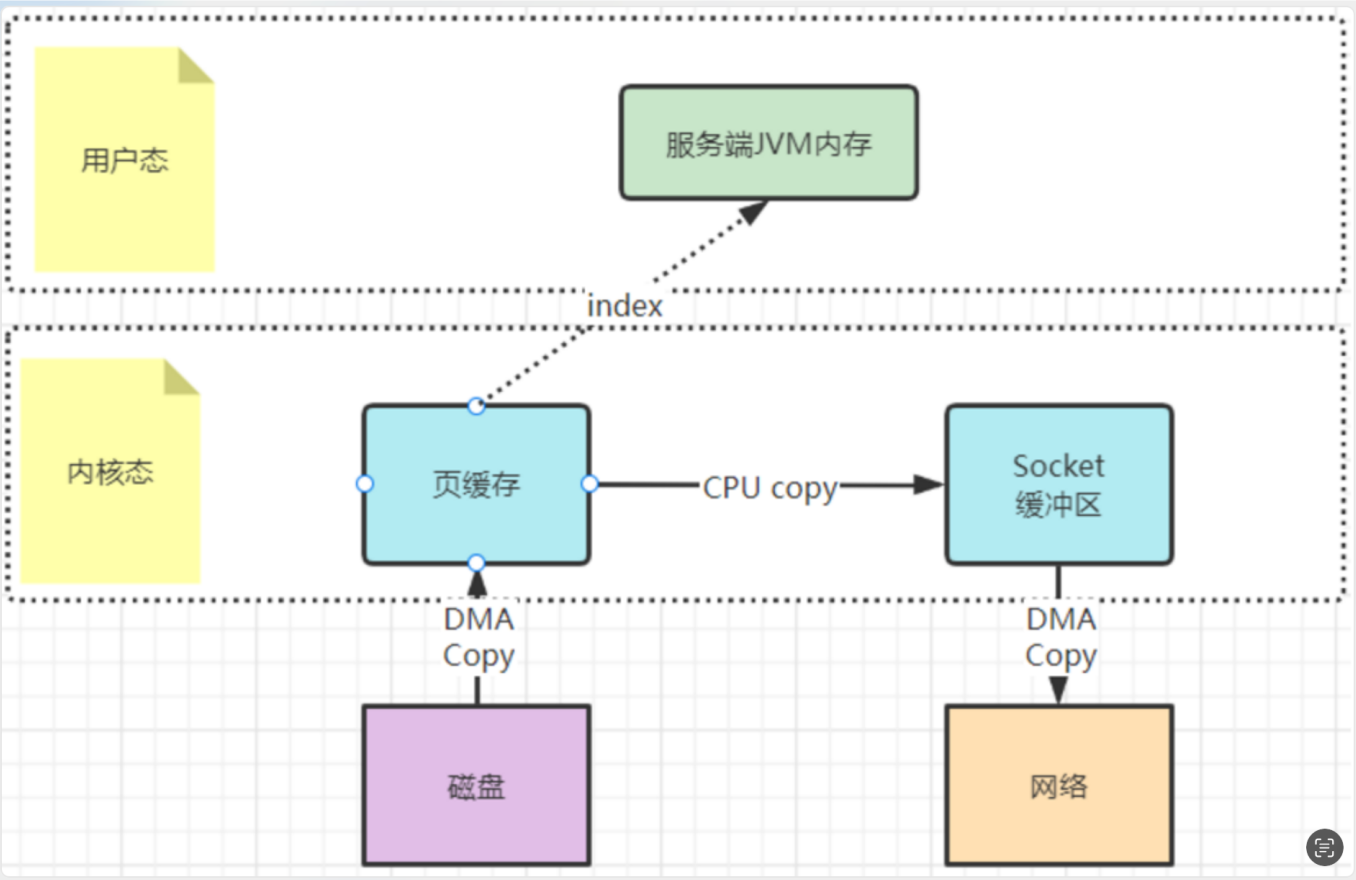 用户态
服务端JVM内存
index
内核态
页缓存
CPU copy
Socket
缓冲区
DMA
Copy
DMA
Copy
磁盘
网络